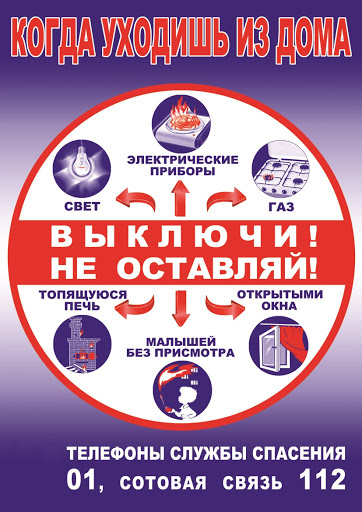 КОГДА УХОДИШЬ ИЗ ДОМА
ЭЛЕКТРИЧЕСКИЕ
ПРИБОРЫ
СВЕТ
ГАЗ
ВЫКЛЮЧИ!
НЕ ОСТАВЛЯЙ!
ТОПЯЩУЮСЯ
ПЕЧЬ
ОТКРЫТЫМИ
ОКНА
МАЛЫШЕЙ
БЕЗ ПРИСМОТРА
ТЕЛЕФОНЫ СЛУЖБЫ СПАСЕНИЯ
01, СОТОВАЯ СВЯЗЬ 112